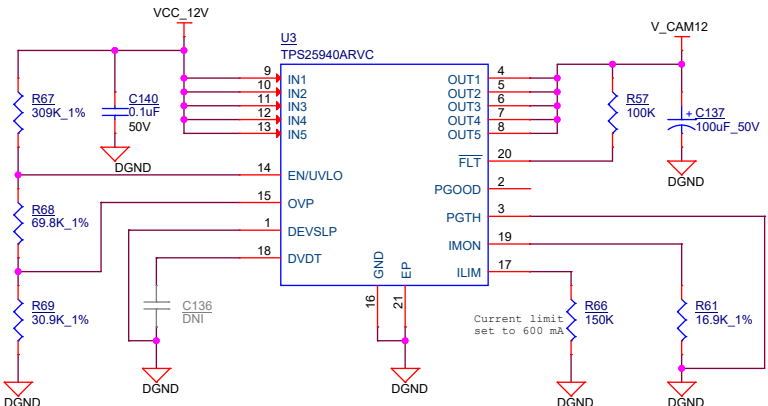 VCC_12V
V_CAM12
U3
TPS25940ARVC
R67
309K_1%
C140
0.1uF
50V
DGND
9
10
11
12
13
IN1
IN2
IN3
IN4
IN5
OUT1
OUT2
OUT3
OUT4
OUT5
4
5
6
7
8
R57
100K
+
C137
100uF_50V
DGND
14
EN/UVLO
FLT
20
PGOOD
2
15
OVP
PGTH
3
R68
69.8K_1%
1
DEVSLP
IMON
19
18
DVDT
ILIM
17
GND
EP
16
21
R69
30.9K_1%
C136
DNI
Current limit
set to 600 mA
R66
150K
R61
16.9K_1%
DGND
DGND
DGND
DGND
DGND